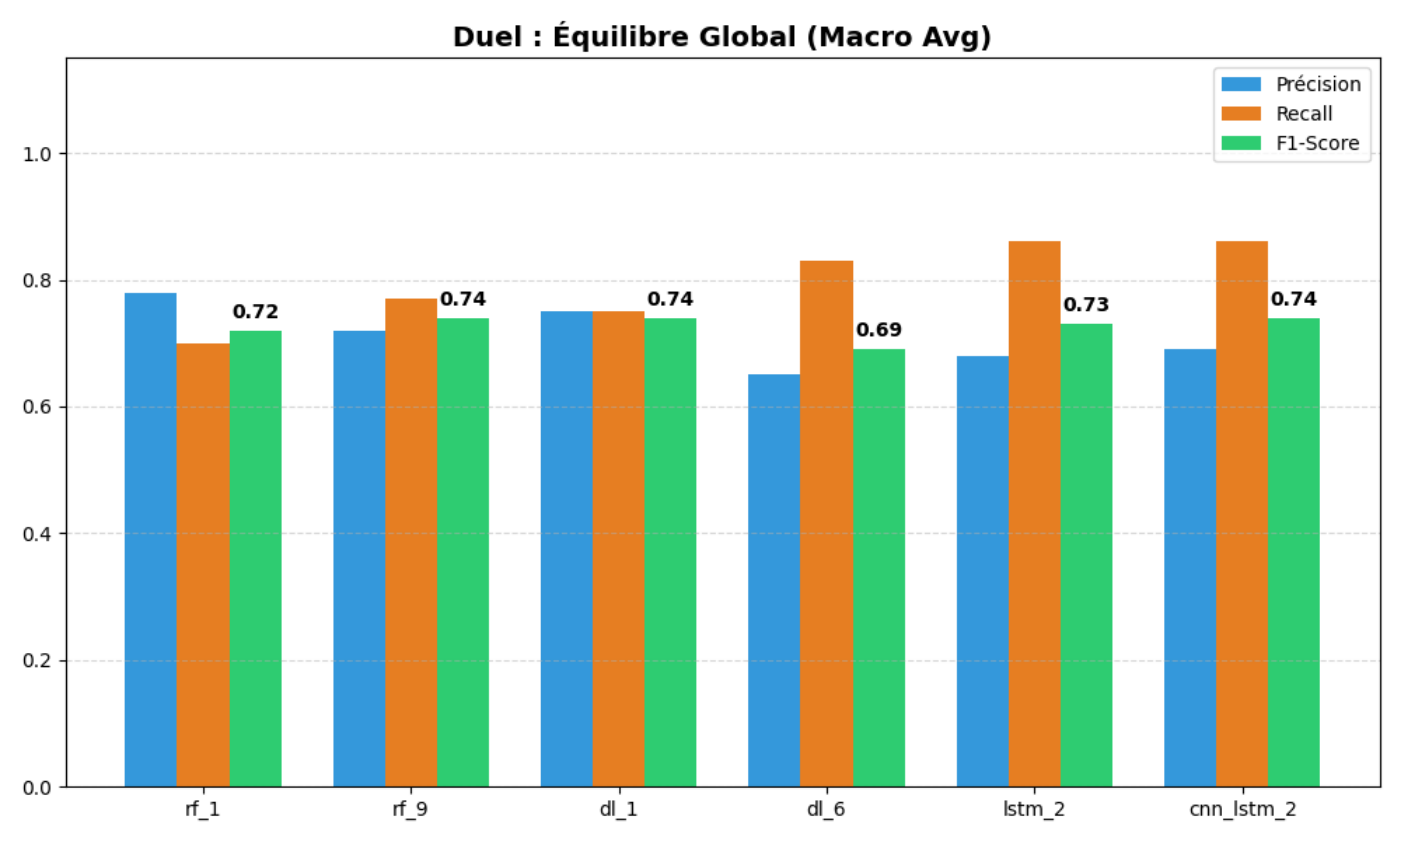 Duel : Équilibre Global (Macro Avg)
Précision
Recall
F1-Score
1.0
0.8
0.6
0.4
0.2
0.0
0.72
0.74
0.74
0.69
0.73
0.74
rf_1
rf_9
dl_1
dl_6
lstm_2
cnn_lstm_2